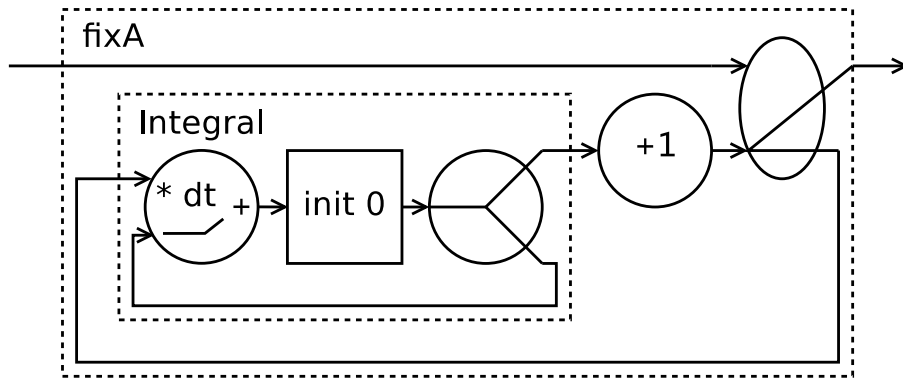 fixA
Integral
* dt
+
init 0
+1